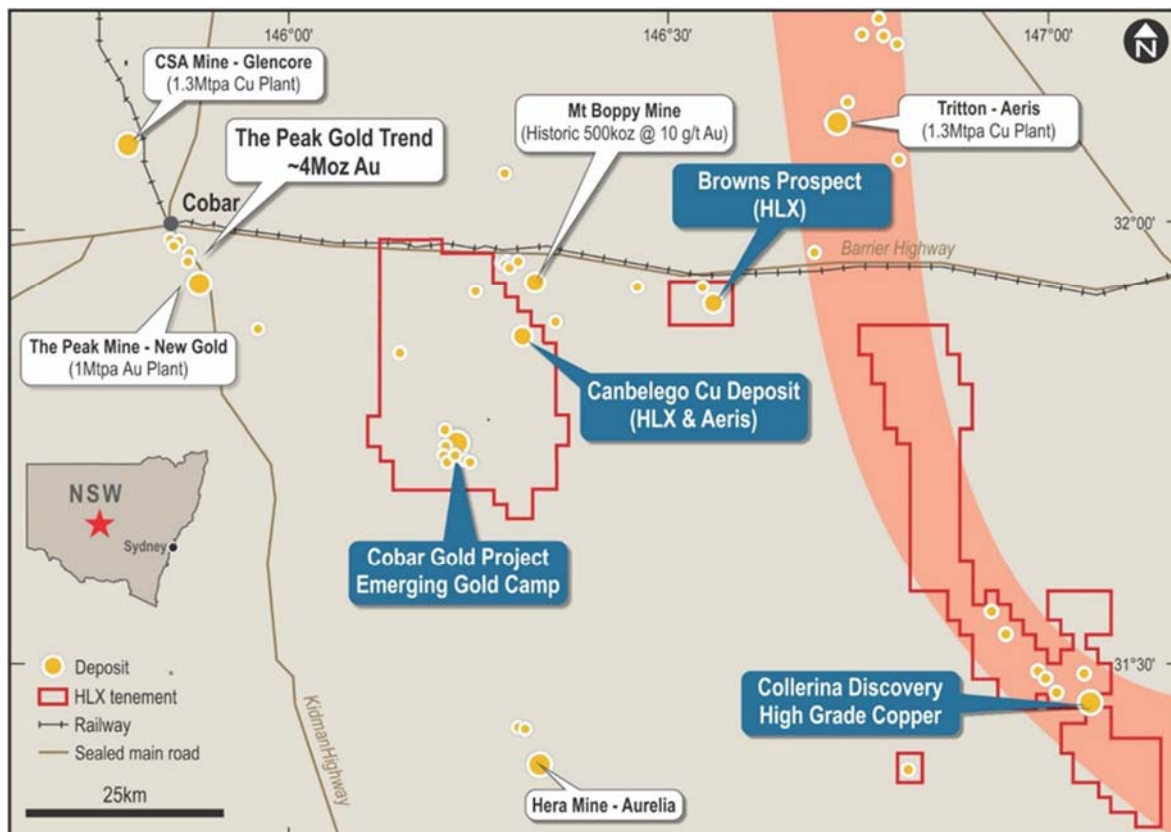 146:00'
146:30'
147:00'
N
CSA Mine - Glencore
(1.3Mtpa Cu Plant)
The Peak Gold Trend
~4Moz Au
Mt Boppy Mine
(Historic 500koz @ 10 g/t Au)
Tritton - Aeris
(1.3Mtpa Cu Plant)
Browns Prospect
(HLX)
Cobar
32:00'
Barrier Highway
The Peak Mine - New Gold
(1Mtpa Au Plant)
Canbelego Cu Deposit
(HLX & Aeris)
NSW
Sydney
Cobar Gold Project
Emerging Gold Camp
31:30'
Collerina Discovery
High Grade Copper
Deposit
HLX tenement
Railway
Sealed main road
25km
KidmanHighway
Hera Mine - Aurelia